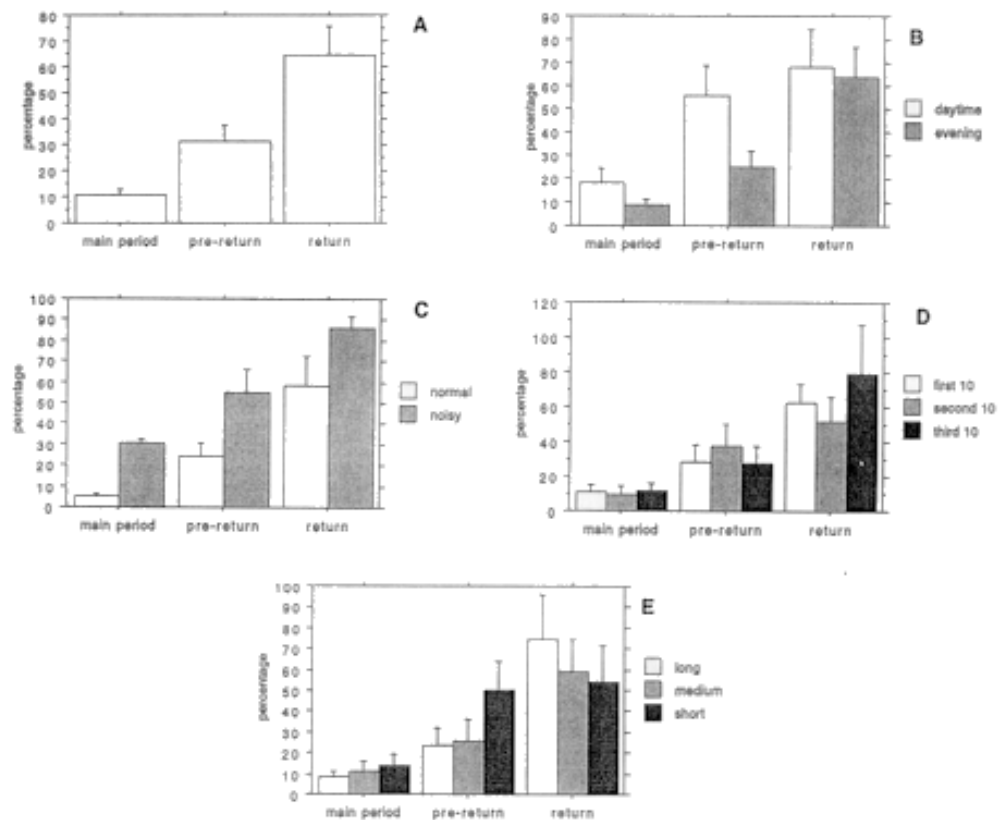 A
80
70
60
50
40
30
20
10
0
percentage
main period pre-return return
B
90
80
70
60
50
40
30
20
10
0
percentage
daytime
evening
main period pre-return return
C
100
90
80
70
60
50
40
30
20
10
0
percentage
normal
noisy
main period pre-return return
D
120
100
80
60
40
20
0
percentage
first 10
second 10
third 10
main period pre-return return
E
100
90
80
70
60
50
40
30
20
10
0
percentage
long
medium
short
main period pre-return return